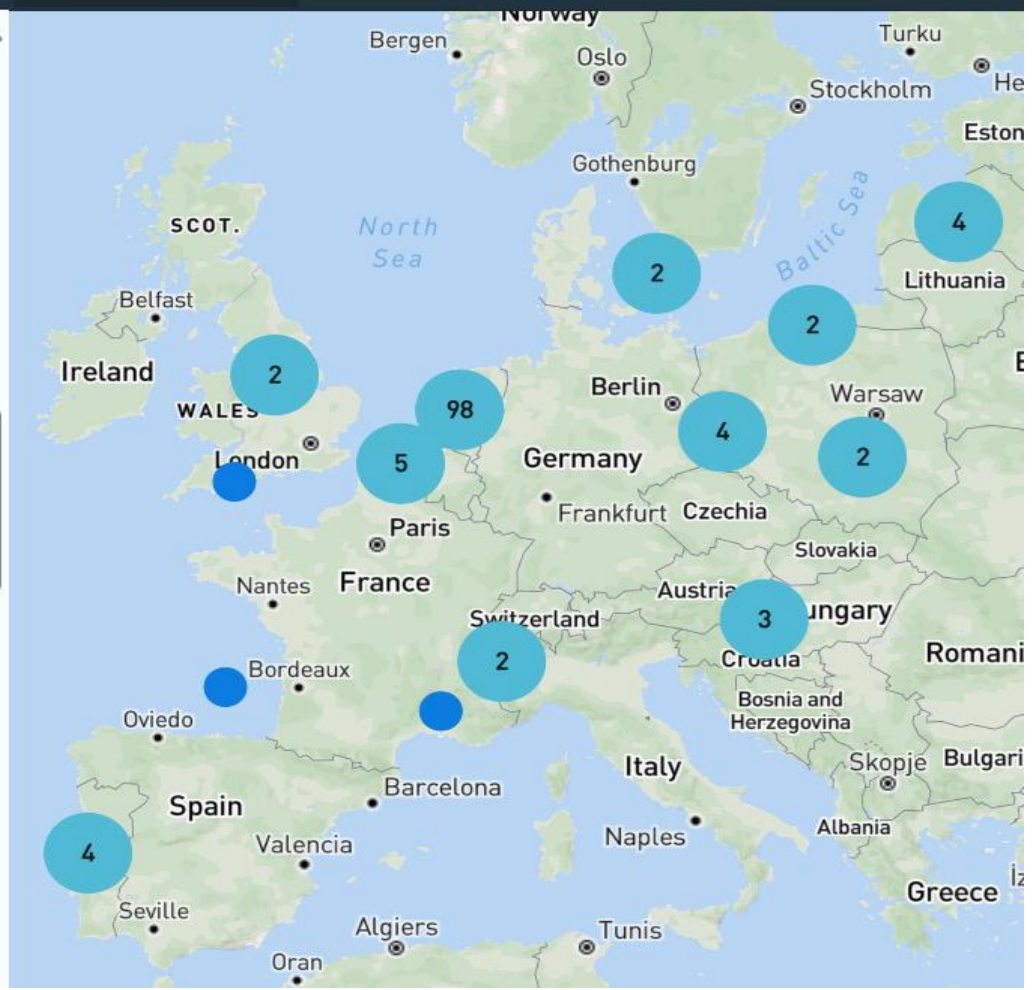 Norway
Bergen
Turku
Oslo
He
Stockholm
Eston
Gothenburg
North
Sea
SCOT.
Baltic Sea
4
2
Lithuania
Belfast
2
Ireland
2
E
WALES
98
Berlin
Warsaw
4
2
5
Germany
London
Frankfurt
Czechia
Paris
Slovakia
France
Nantes
Austria
3
ungary
Switzerland
2
Croatia
Romani
Bordeaux
Bosnia and
Herzegovina
Oviedo
Skopje
Bulgari
Italy
Barcelona
Spain
Naples
Albania
Valencia
4
İz
Greece
Seville
Algiers
Tunis
Oran